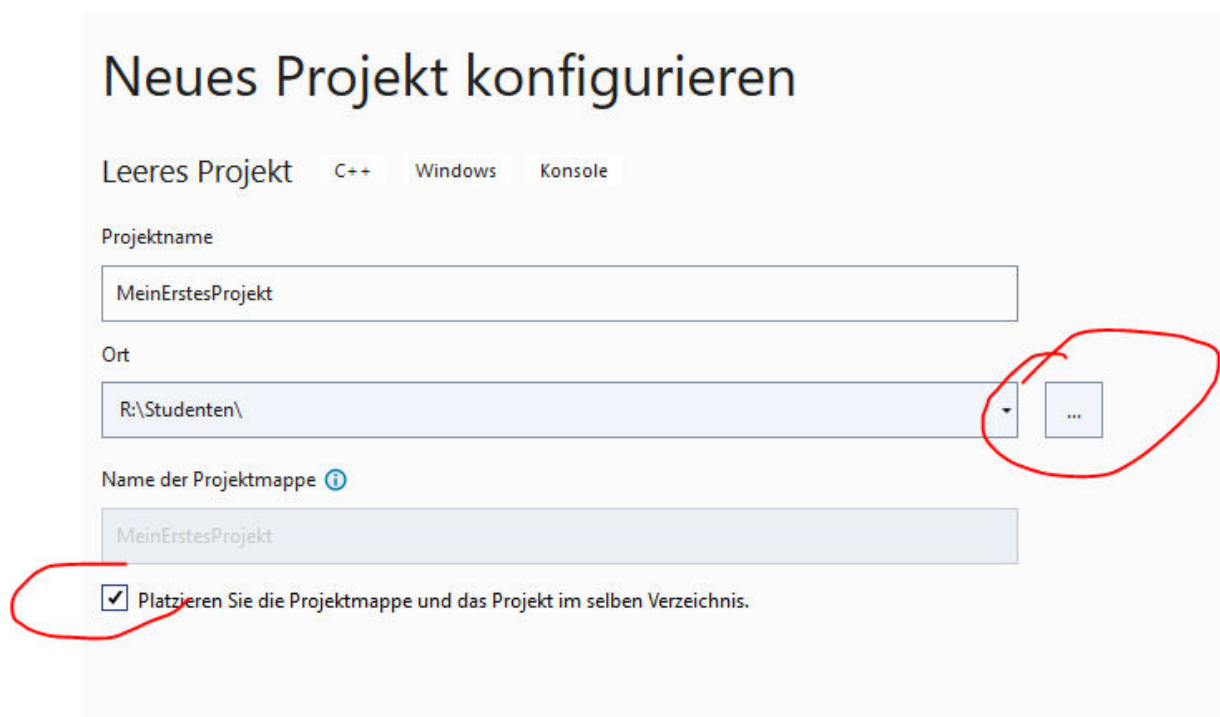 Neues Projekt konfigurieren
Leeres Projekt C++ Windows Konsole
Projektname
MeinErstesProjekt
Ort
R:\Studenten\
...
Name der Projektmappe
MeinErstesProjekt
Platzieren Sie die Projektmappe und das Projekt im selben Verzeichnis.